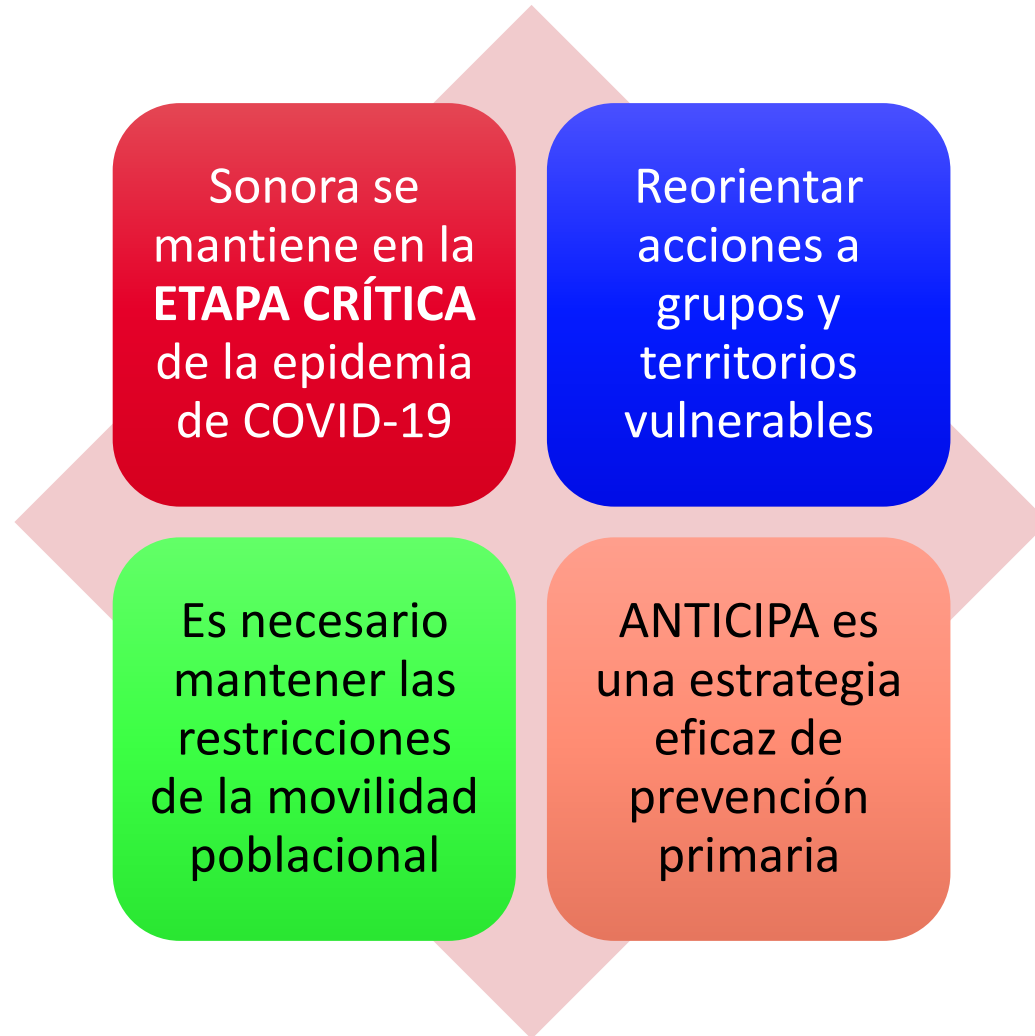 Sonora se
mantiene en la
ETAPA CRÍTICA
de la epidemia
de COVID-19
Reorientar
acciones a
grupos y
territorios
vulnerables
Es necesario
mantener las
restricciones
de la movilidad
poblacional
ANTICIPA es
una estrategia
eficaz de
prevención
primaria